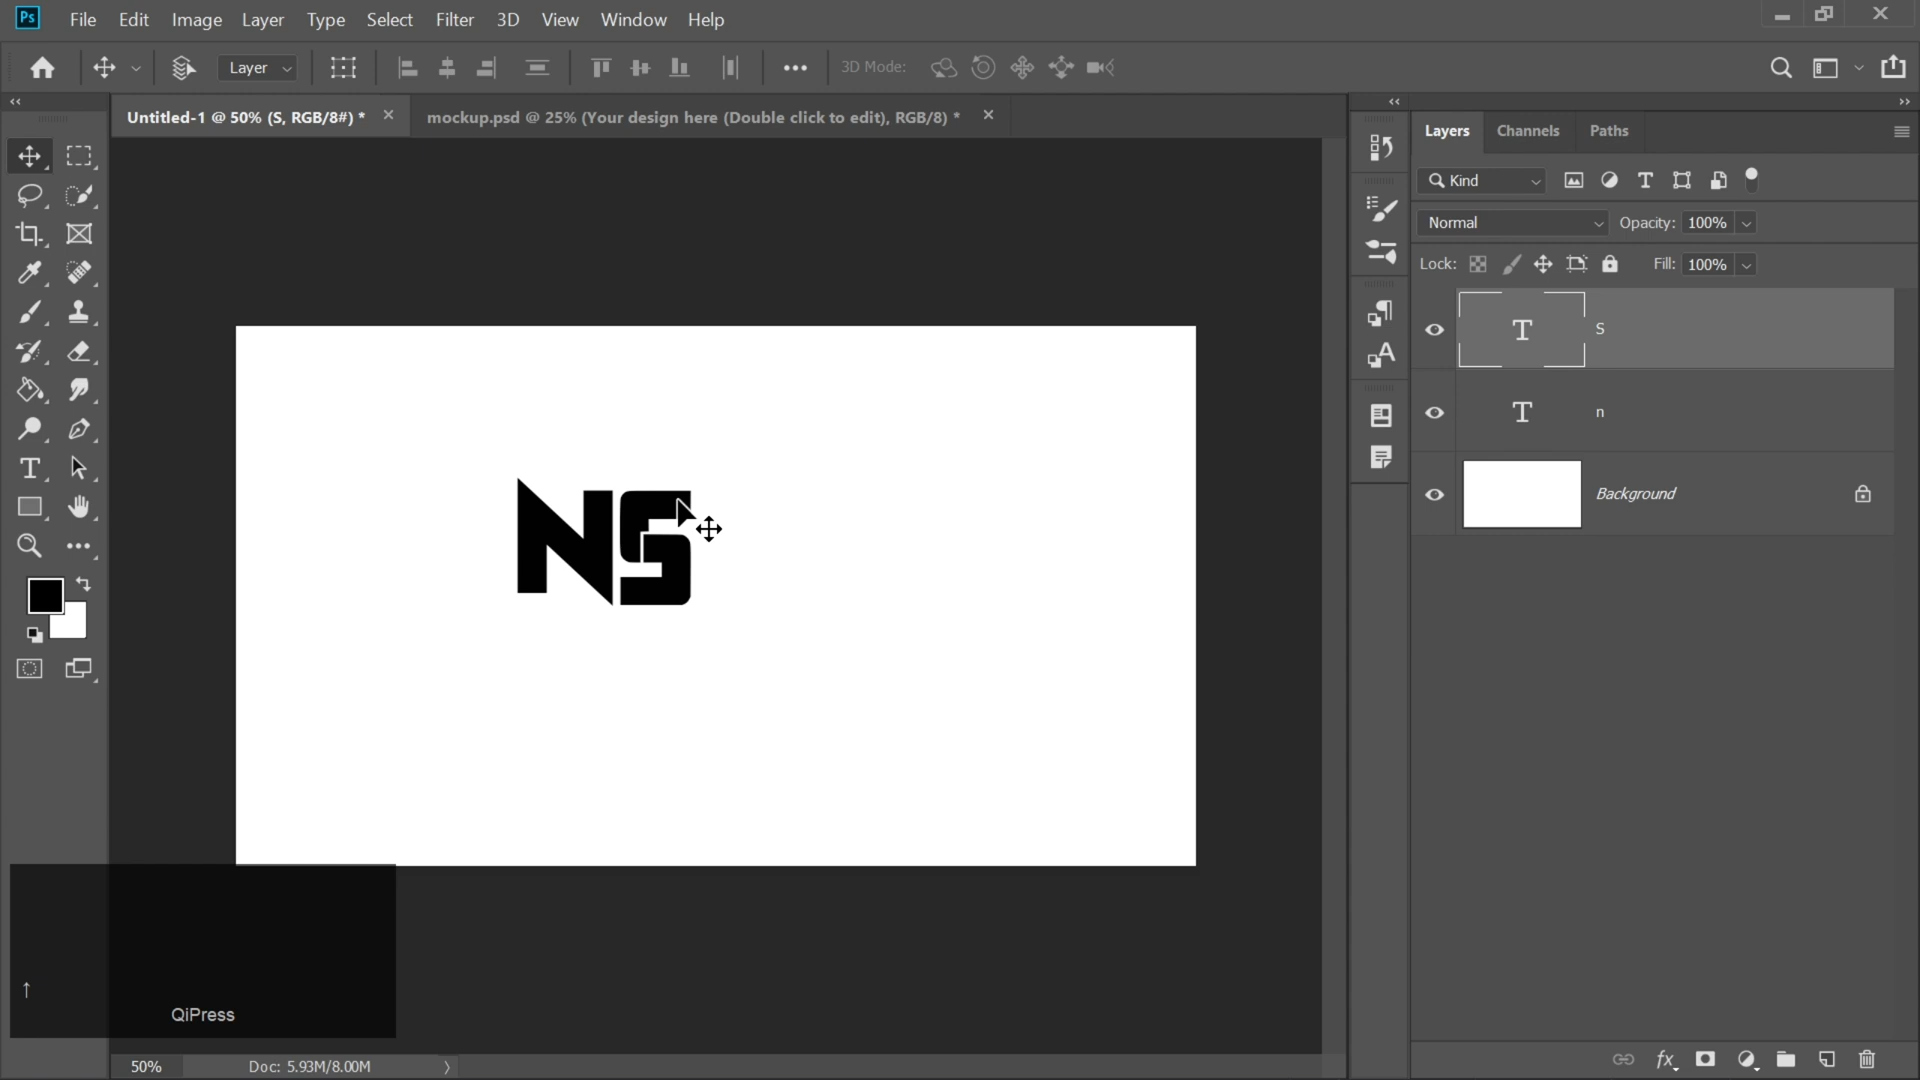 Ps File Edit Image Layer Type Select Filter 3D View Window Help
Layer 3D Mode:
Untitled-1 @ 50% (S, RGB/8#) * mockup.psd @ 25% (Your design here (Double click to edit), RGB/8) *
Layers Channels Paths
Kind
Normal Opacity: 100%
Lock: Fill: 100%
T S
T n
Background
NS
↑
QiPress
50% Doc: 5.93M/8.00M
fx